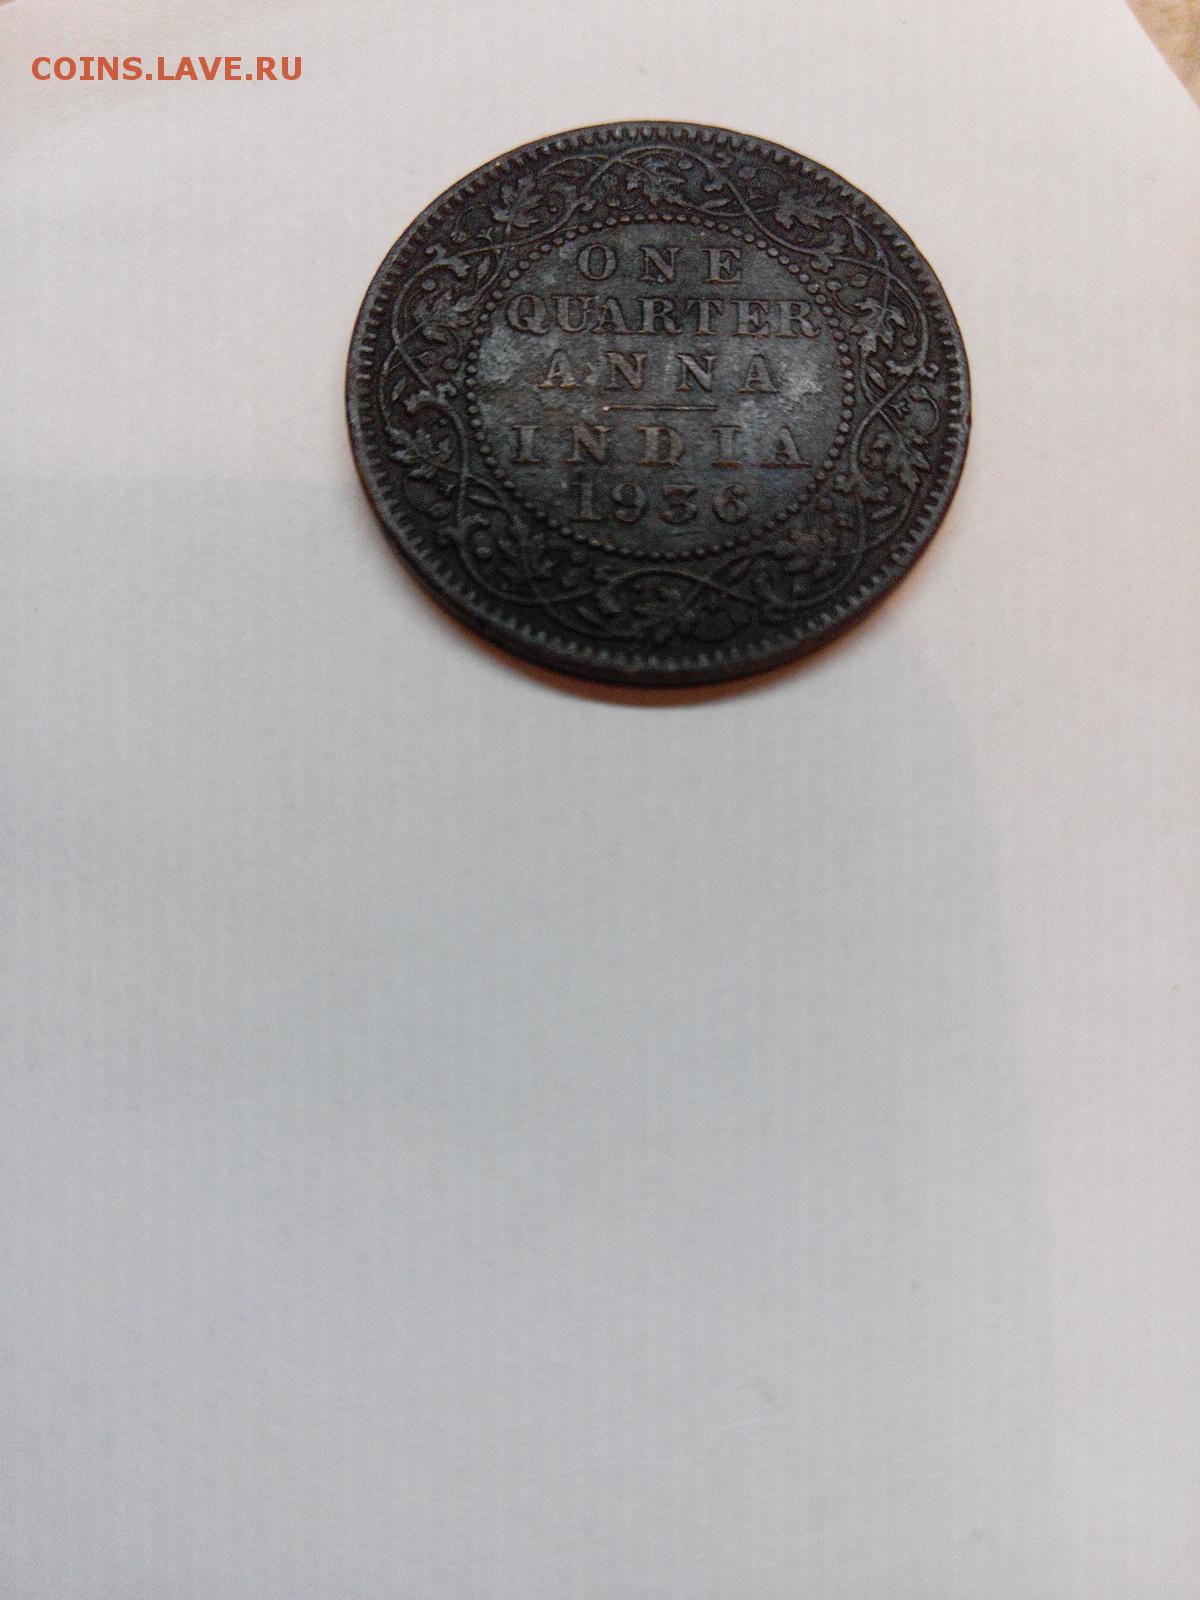 COINS.LAVE.RU
ONE
QUARTER
ANNA
INDIA
1936